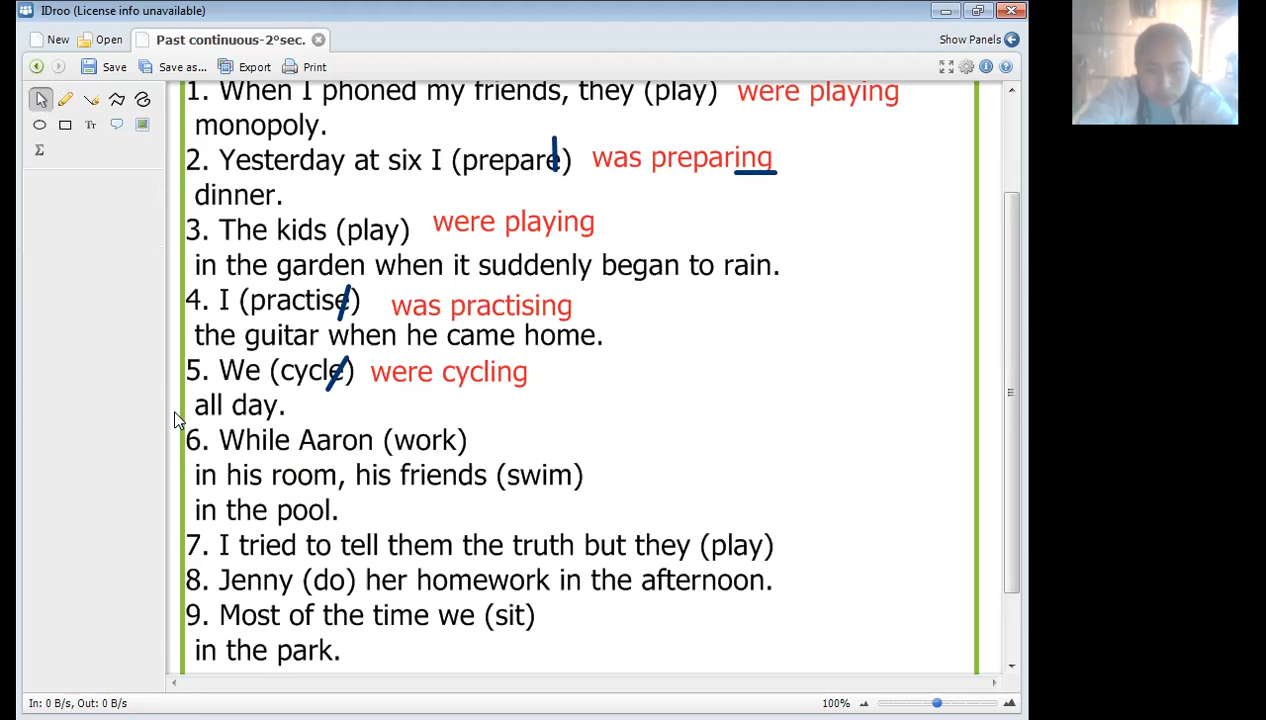 IDroo (License info unavailable)
New Open Past continuous-2°sec. Show Panels
Save Save as... Export Print
1. When I phoned my friends, they (play) were playing
monopoly.
2. Yesterday at six I (prepare) was preparing
dinner.
3. The kids (play) were playing
in the garden when it suddenly began to rain.
4. I (practise) was practising
the guitar when he came home.
5. We (cycle) were cycling
all day.
6. While Aaron (work)
in his room, his friends (swim)
in the pool.
7. I tried to tell them the truth but they (play)
8. Jenny (do) her homework in the afternoon.
9. Most of the time we (sit)
in the park.
In: 0 B/s, Out: 0 B/s 100%